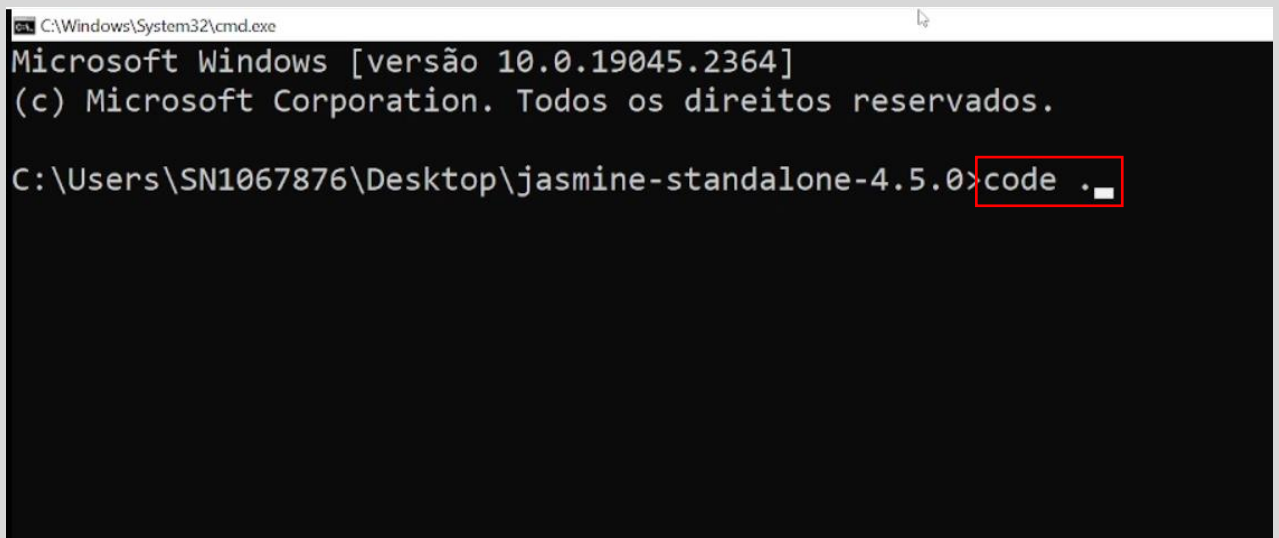 C:\Windows\System32\cmd.exe
Microsoft Windows [versão 10.0.19045.2364]
(c) Microsoft Corporation. Todos os direitos reservados.
C:\Users\SN1067876\Desktop\jasmine-standalone-4.5.0>code .